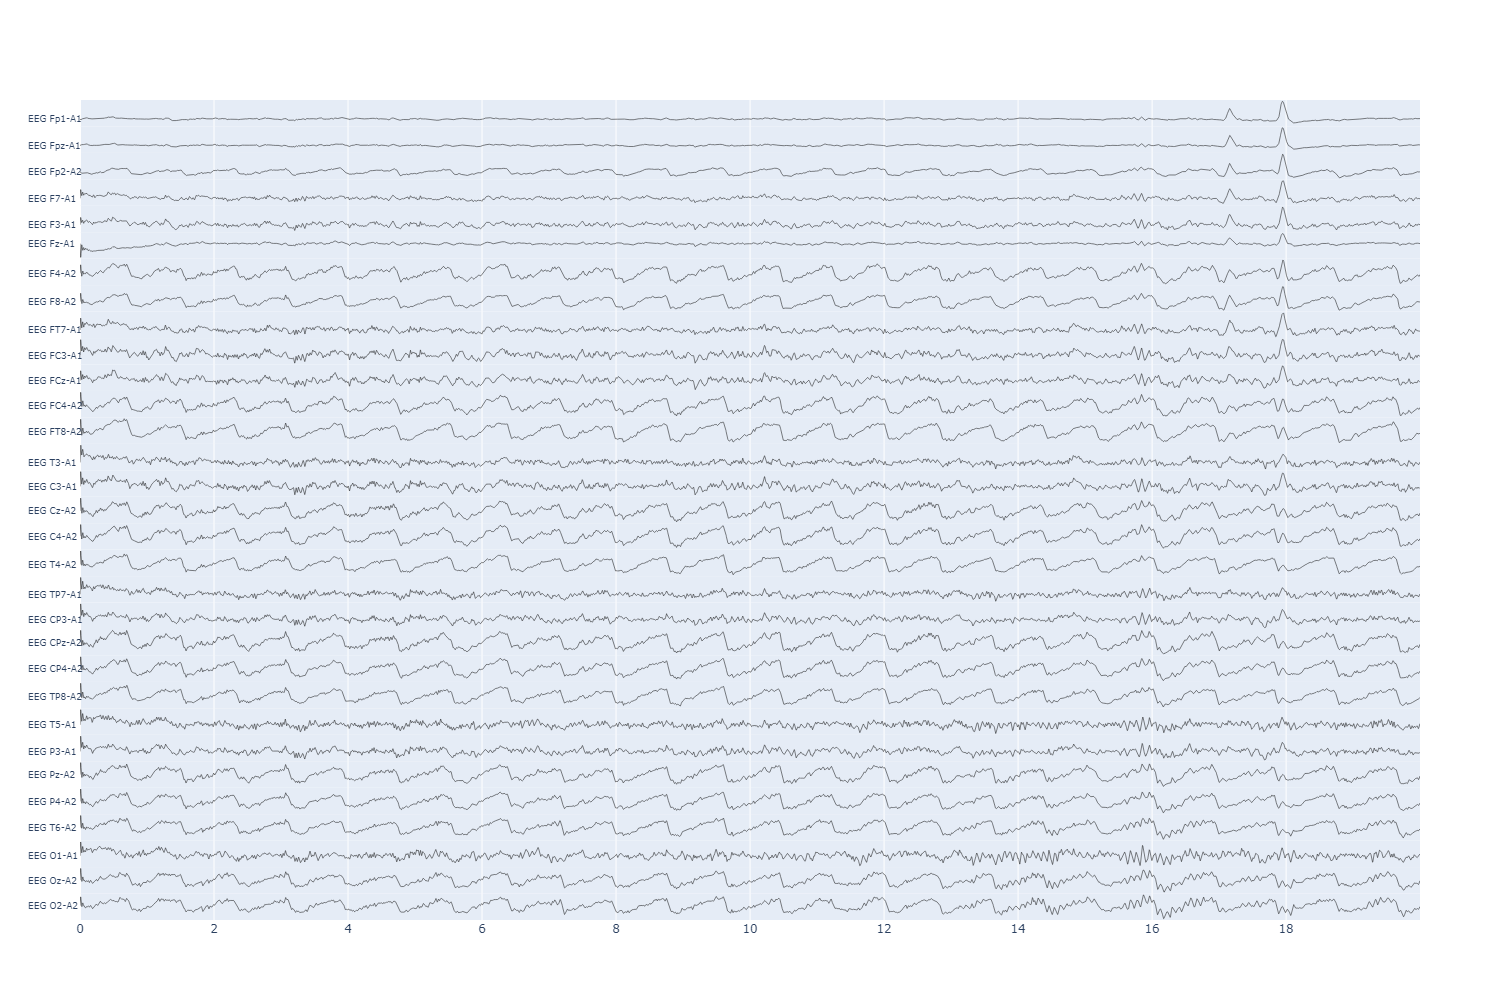 EEG Fp1-A1
EEG Fpz-A1
EEG Fp2-A2
EEG F7-A1
EEG F3-A1
EEG Fz-A1
EEG F4-A2
EEG F8-A2
EEG FT7-A1
EEG FC3-A1
EEG FCz-A1
EEG FC4-A2
EEG FT8-A2
EEG T3-A1
EEG C3-A1
EEG Cz-A2
EEG C4-A2
EEG T4-A2
EEG TP7-A1
EEG CP3-A1
EEG CPz-A2
EEG CP4-A2
EEG TP8-A2
EEG T5-A1
EEG P3-A1
EEG Pz-A2
EEG P4-A2
EEG T6-A2
EEG O1-A1
EEG Oz-A2
EEG O2-A2
0 2 4 6 8 10 12 14 16 18